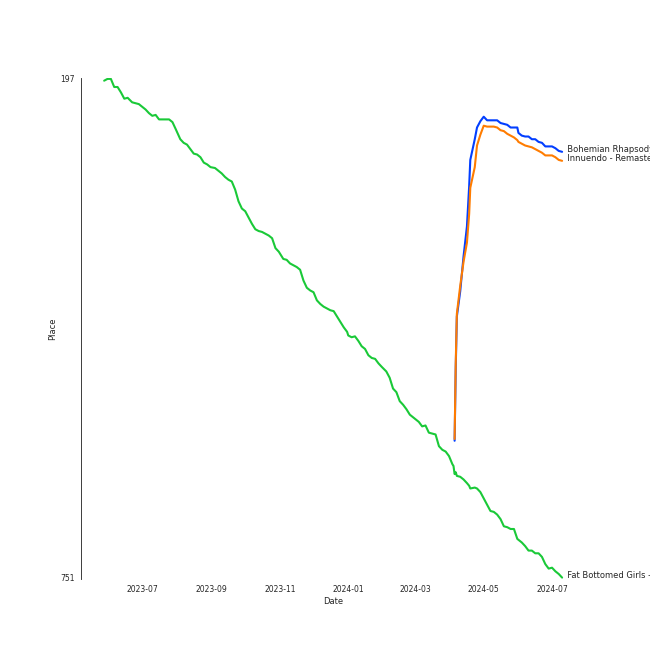 197
Bohemian Rhapsody
Innuendo - Remaste
Place
Fat Bottomed Girls -
751
2023-07 2023-09 2023-11 2024-01 2024-03 2024-05 2024-07
Date